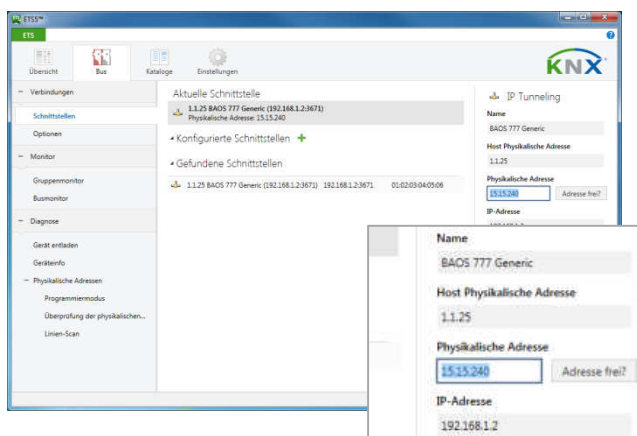 ETS5™
ETS
Übersicht
Bus
Kataloge
Einstellungen
KNX
Verbindungen
Schnittstellen
Optionen
Monitor
Gruppenmonitor
Busmonitor
Diagnose
Gerät entladen
Geräteinfo
Physikalische Adressen
Programmiermodus
Überprüfung der physikalischen...
Linien-Scan
Aktuelle Schnittstelle
1.1.25 BAOS 777 Generic (192.168.1.2:3671)
Physikalische Adresse: 15.15.240
Konfigurierte Schnittstellen
Gefundene Schnittstellen
1.1.25 BAOS 777 Generic (192.168.1.2:3671) 192.168.1.2:3671 01:02:03:04:05:06
IP Tunneling
Name
BAOS 777 Generic
Host Physikalische Adresse
1.1.25
Physikalische Adresse
15.15.240 Adresse frei?
IP-Adresse
Name
BAOS 777 Generic
Host Physikalische Adresse
1.1.25
Physikalische Adresse
15.15.240 Adresse frei?
IP-Adresse
192.168.1.2